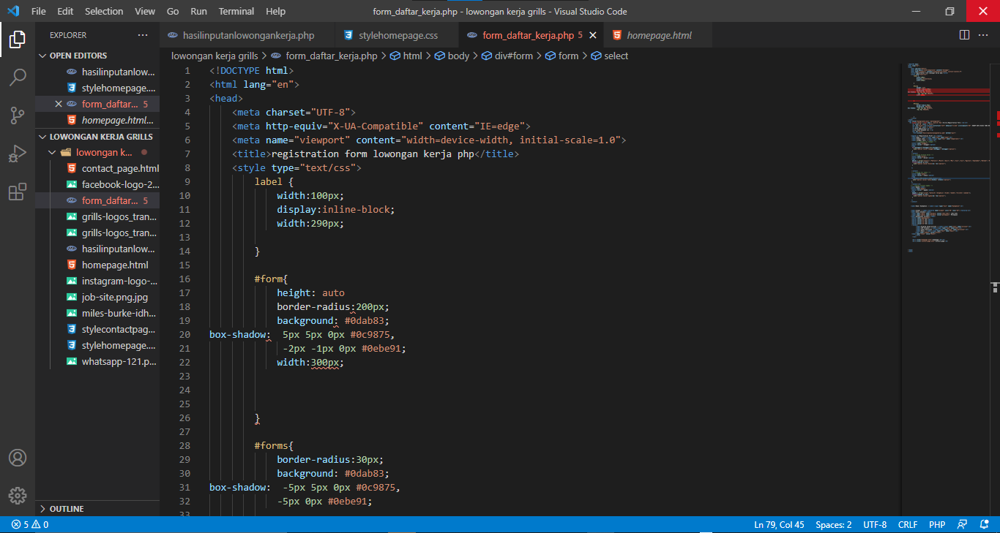 File Edit Selection View Go Run Terminal Help
form_daftar_kerja.php - lowongan kerja grills - Visual Studio Code
EXPLORER
OPEN EDITORS
hasilinputanlow...
stylehomepage....
form_daftar... 5
homepage.html...
LOWONGAN KERJA GRILLS
lowongan k...
contact_page.html
facebook-logo-2...
form_daftar... 5
grills-logos_tran...
grills-logos_tran...
hasilinputanlow...
homepage.html
instagram-logo-...
job-site.png.jpg
miles-burke-idh...
stylecontactpag...
stylehomepage....
whatsapp-121.p...
OUTLINE
hasilinputanlowongankerja.php
stylehomepage.css
form_daftar_kerja.php 5
homepage.html
lowongan kerja grills > form_daftar_kerja.php > html > body > div#form > form > select
1 <!DOCTYPE html>
2 <html lang="en">
3 <head>
4 <meta charset="UTF-8">
5 <meta http-equiv="X-UA-Compatible" content="IE=edge">
6 <meta name="viewport" content="width=device-width, initial-scale=1.0">
7 <title>registration form lowongan kerja php</title>
8 <style type="text/css">
9 label {
10 width:100px;
11 display:inline-block;
12 width:290px;
13
14 }
15
16 #form{
17 height: auto
18 border-radius:200px;
19 background: #0dab83;
20 box-shadow:  5px 5px 0px #0c9875,
21 -2px -1px 0px #0ebe91;
22 width:300px;
23
24
25
26 }
27
28 #forms{
29 border-radius:30px;
30 background: #0dab83;
31 box-shadow:  -5px 5px 0px #0c9875,
32 -5px 0px #0ebe91;
33
5 0
Ln 79, Col 45 Spaces: 2 UTF-8 CRLF PHP